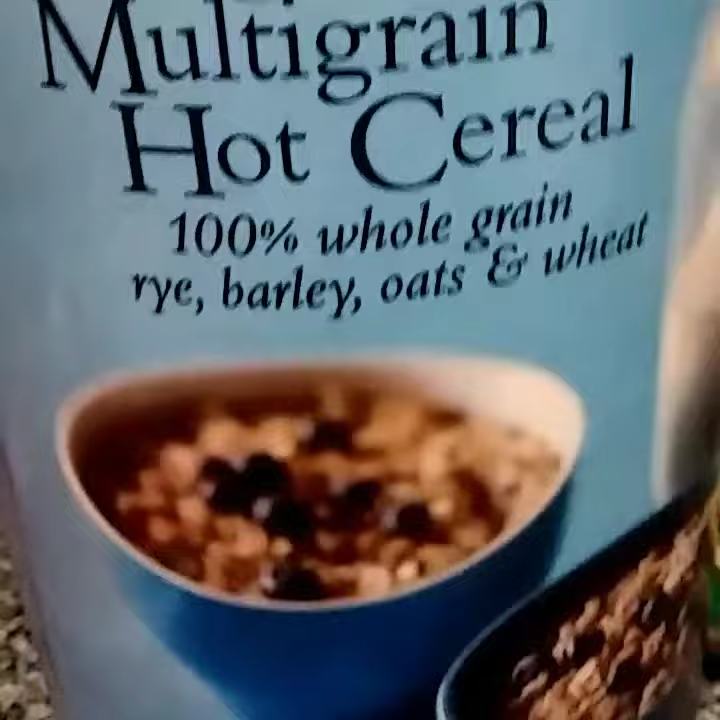 Multigrain
Hot Cereal
100% whole grain
rye, barley, oats & wheat